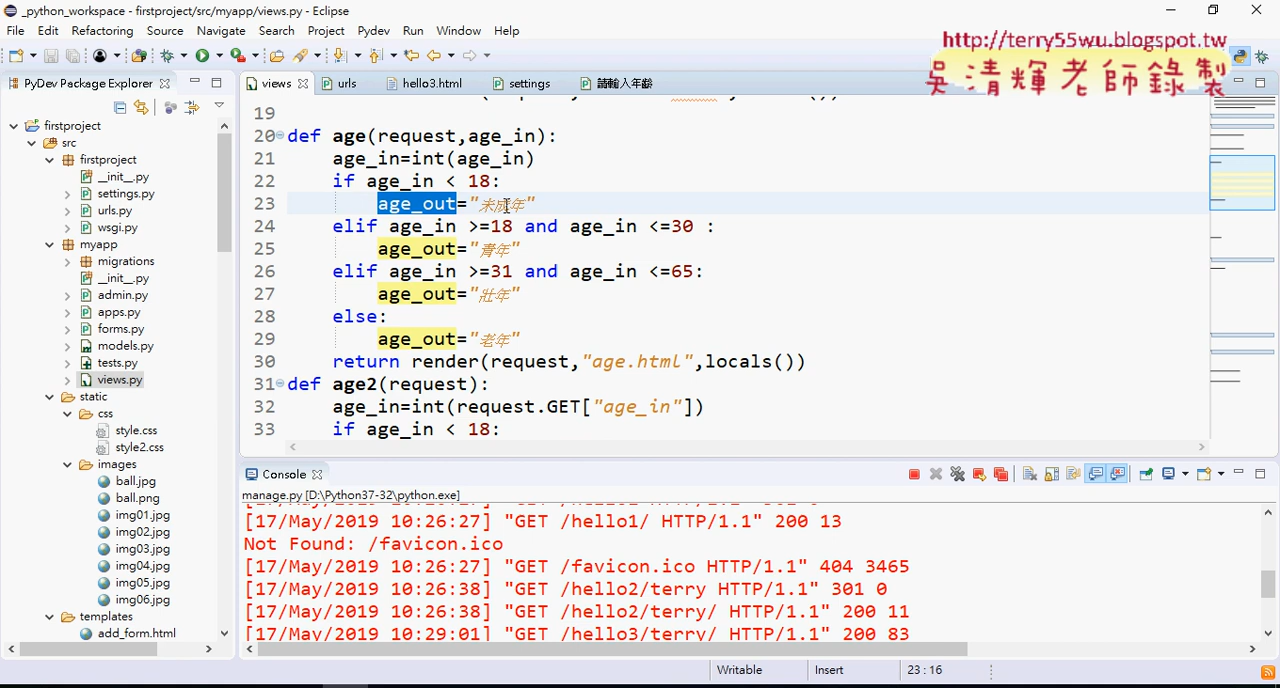 _python_workspace - firstproject/src/myapp/views.py - Eclipse
File Edit Refactoring Source Navigate Search Project Pydev Run Window Help
http://terry55wu.blogspot.tw
吳清輝老師錄製
PyDev Package Explorer
views urls hello3.html settings 請輸入年齡
firstproject
src
firstproject
__init__.py
settings.py
urls.py
wsgi.py
myapp
migrations
__init__.py
admin.py
apps.py
forms.py
models.py
tests.py
views.py
static
css
style.css
style2.css
images
ball.jpg
ball.png
img01.jpg
img02.jpg
img03.jpg
img04.jpg
img05.jpg
img06.jpg
templates
add_form.html
19
20 def age(request,age_in):
21 age_in=int(age_in)
22 if age_in < 18:
23 age_out="未成年"
24 elif age_in >=18 and age_in <=30 :
25 age_out="青年"
26 elif age_in >=31 and age_in <=65:
27 age_out="壯年"
28 else:
29 age_out="老年"
30 return render(request,"age.html",locals())
31 def age2(request):
32 age_in=int(request.GET["age_in"])
33 if age_in < 18:
Console
manage.py [D:\Python37-32\python.exe]
[17/May/2019 10:26:27] "GET /hello1/ HTTP/1.1" 200 13
Not Found: /favicon.ico
[17/May/2019 10:26:27] "GET /favicon.ico HTTP/1.1" 404 3465
[17/May/2019 10:26:38] "GET /hello2/terry HTTP/1.1" 301 0
[17/May/2019 10:26:38] "GET /hello2/terry/ HTTP/1.1" 200 11
[17/May/2019 10:29:01] "GET /hello3/terry/ HTTP/1.1" 200 83
Writable Insert 23 : 16